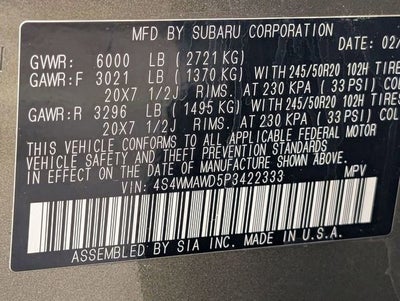 MFD BY SUBARU CORPORATION
DATE: 02/
GVWR: 6000 LB (2721 KG)
GAWR:F 3021 LB (1370 KG) WITH 245/50R20 102H TIRES
20X7 1/2J. RIMS, AT 230 KPA (33 PSI) COL
GAWR:R 3296 LB (1495 KG) WITH 245/50R20 102H TIRE
20X7 1/2J RIMS, AT 230 KPA (33 PSI) COL
THIS VEHICLE CONFORMS TO ALL APPLICABLE FEDERAL MOTOR
VEHICLE SAFETY AND THEFT PREVENTION STANDARDS
IN EFFECT ON THE DATE OF MANUFACTURE SHOWN ABOVE.
VIN: 4S4WMAWD5P3422333 MPV
ASSEMBLED BY SIA INC. MADE IN U.S.A.